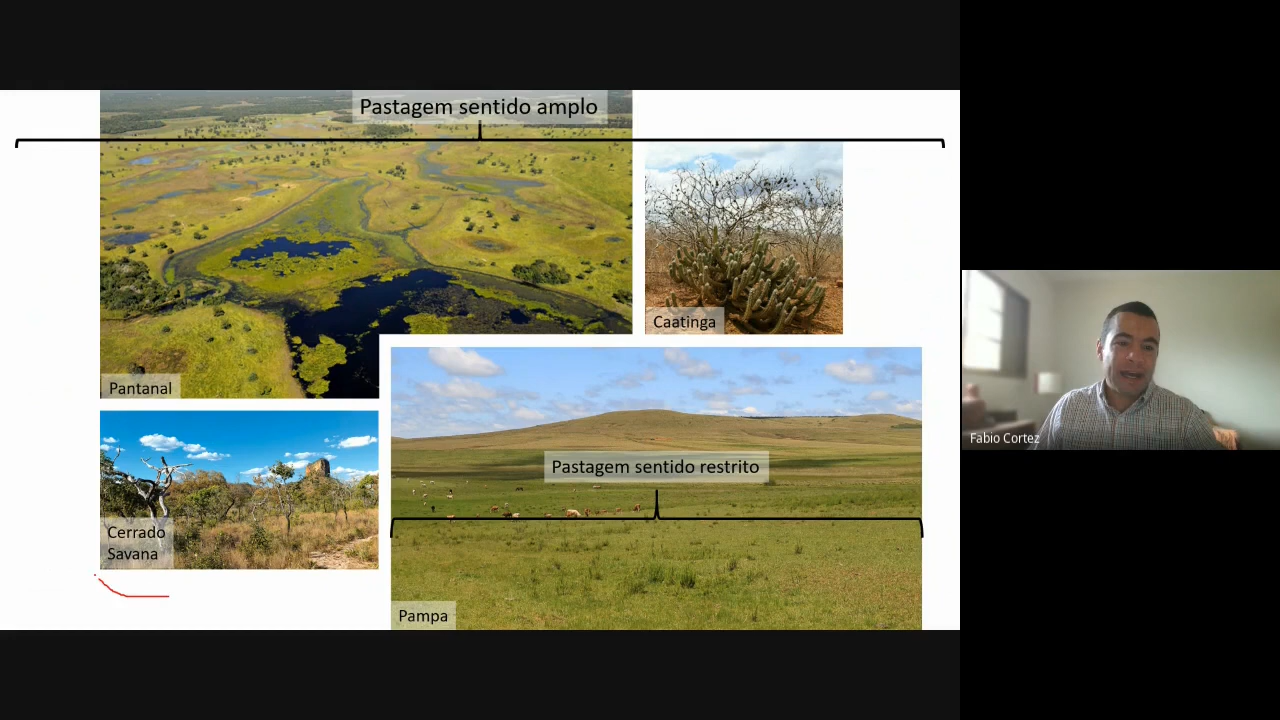 Pastagem sentido amplo
Caatinga
Pantanal
Pastagem sentido restrito
Cerrado
Savana
Pampa
Fabio Cortez